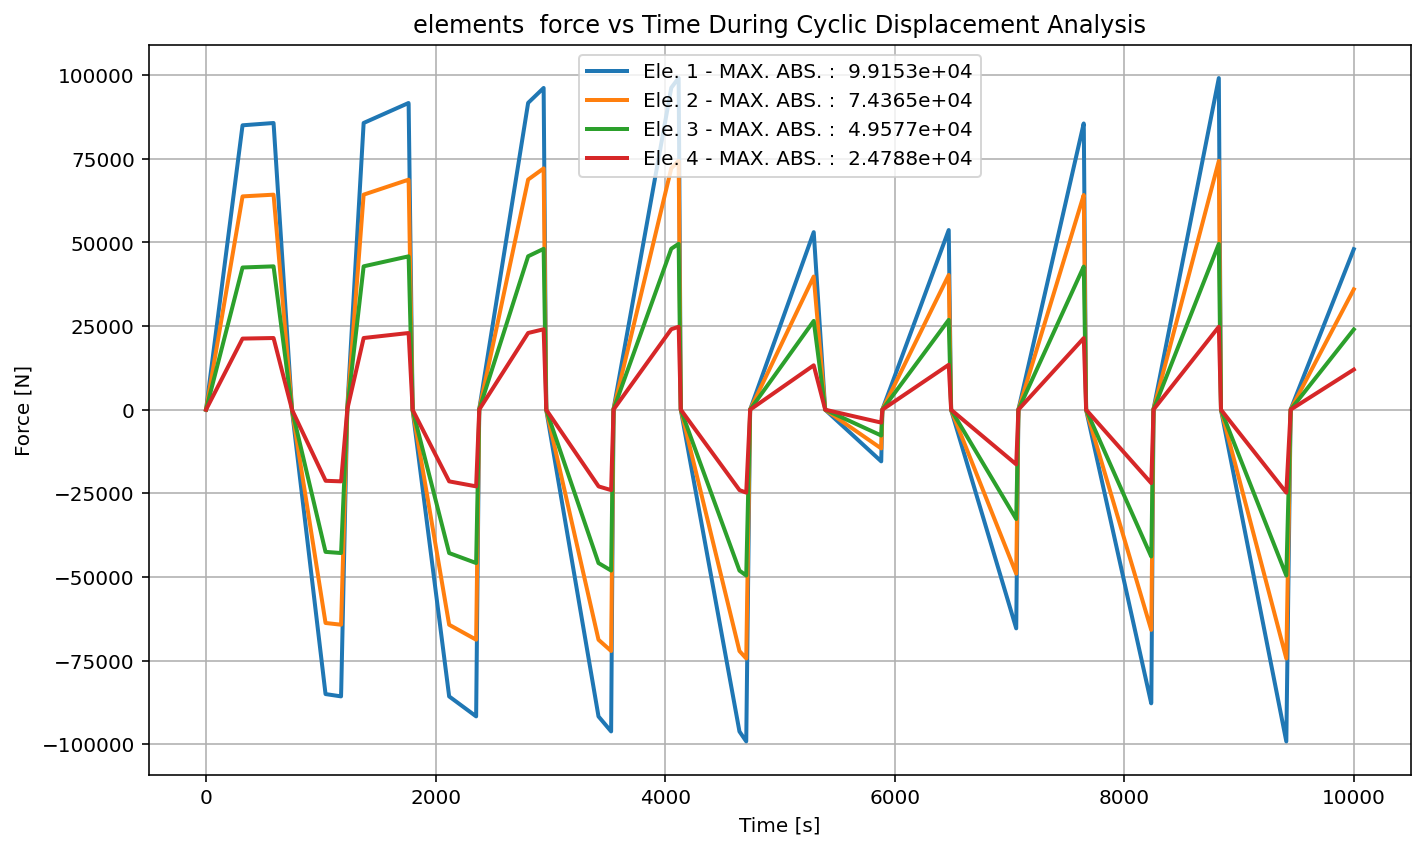 elements  force vs Time During Cyclic Displacement Analysis
Ele. 1 - MAX. ABS. :  9.9153e+04
Ele. 2 - MAX. ABS. :  7.4365e+04
Ele. 3 - MAX. ABS. :  4.9577e+04
Ele. 4 - MAX. ABS. :  2.4788e+04
Force [N]
100000
75000
50000
25000
0
−25000
−50000
−75000
−100000
0 2000 4000 6000 8000 10000
Time [s]